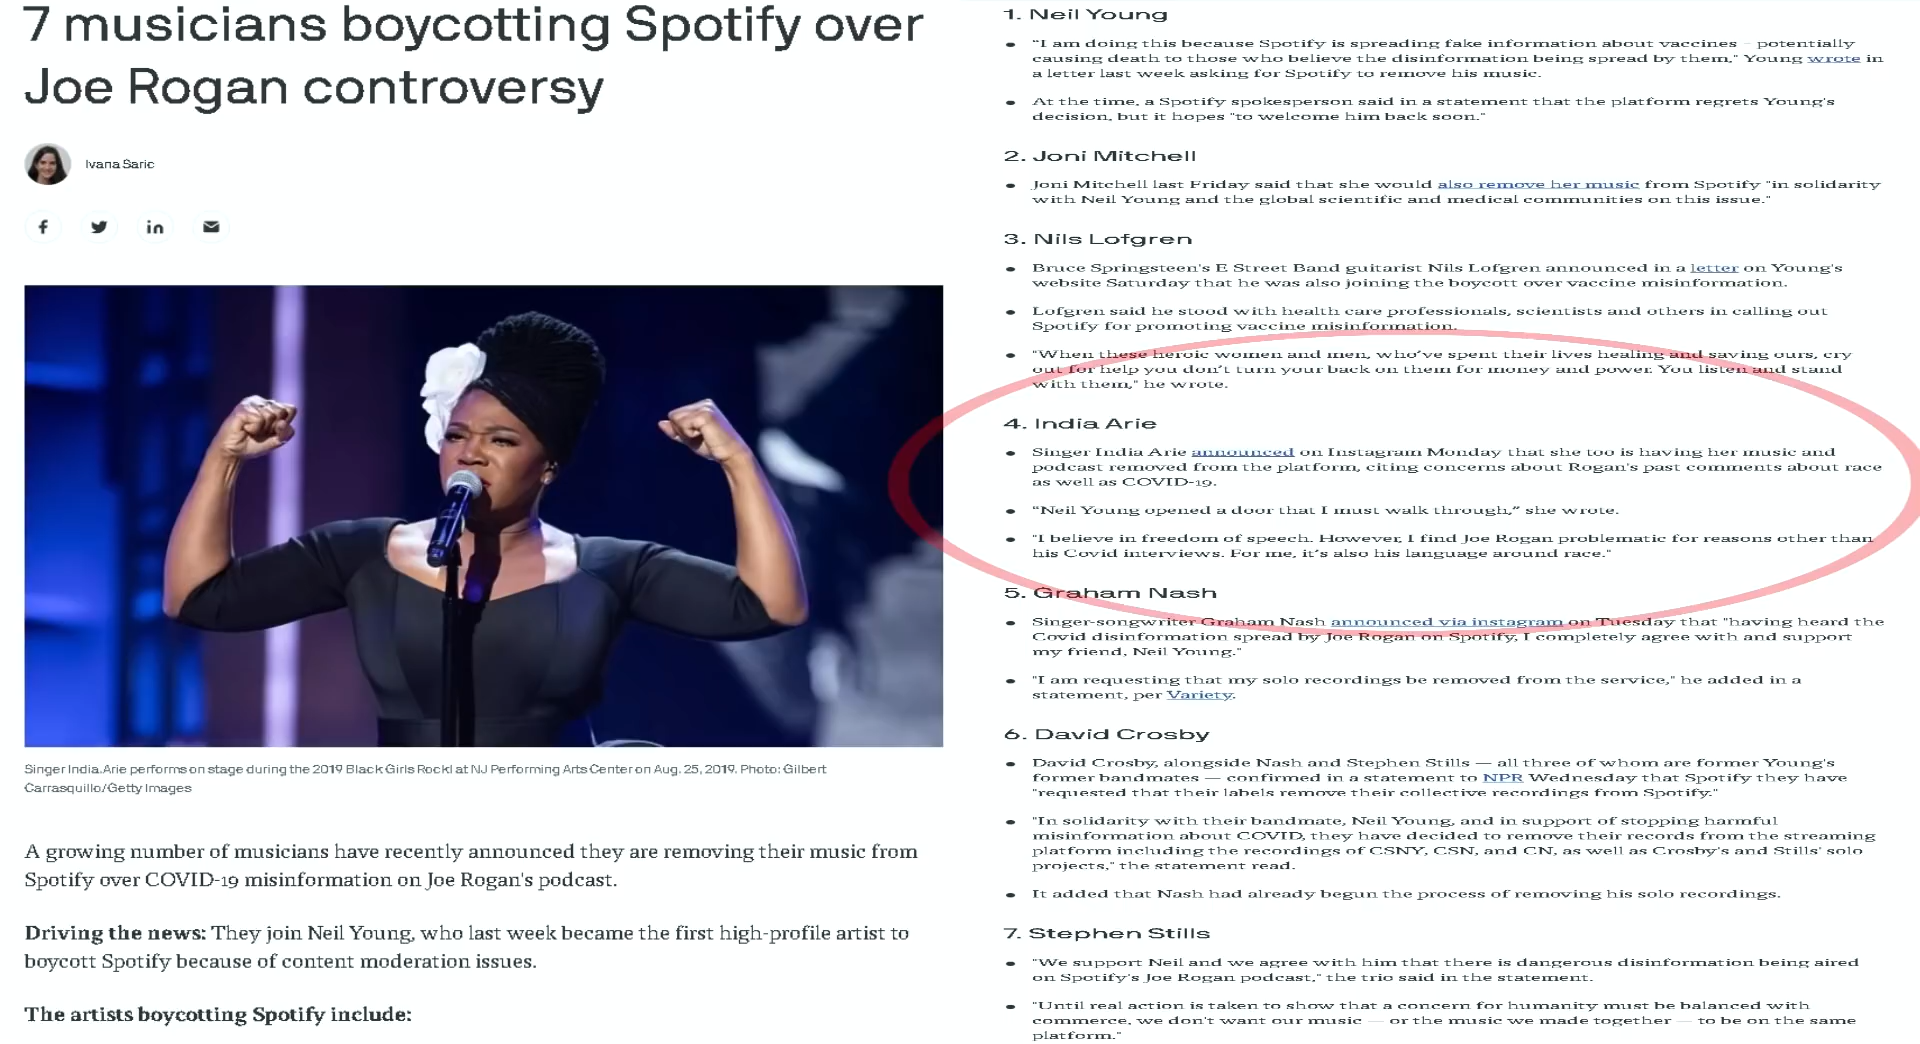 7 musicians boycotting Spotify over
Joe Rogan controversy
Ivana Saric
Singer India.Arie performs on stage during the 2019 Black Girls Rock! at NJ Performing Arts Center on Aug. 25, 2019. Photo: Gilbert
Carrasquillo/Getty Images
A growing number of musicians have recently announced they are removing their music from
Spotify over COVID-19 misinformation on Joe Rogan's podcast.
Driving the news: They join Neil Young, who last week became the first high-profile artist to
boycott Spotify because of content moderation issues.
The artists boycotting Spotify include:
1. Neil Young
• "I am doing this because Spotify is spreading fake information about vaccines – potentially
causing death to those who believe the disinformation being spread by them," Young wrote in
a letter last week asking for Spotify to remove his music.
• At the time, a Spotify spokesperson said in a statement that the platform regrets Young's
decision, but it hopes "to welcome him back soon."
2. Joni Mitchell
• Joni Mitchell last Friday said that she would also remove her music from Spotify "in solidarity
with Neil Young and the global scientific and medical communities on this issue."
3. Nils Lofgren
• Bruce Springsteen's E Street Band guitarist Nils Lofgren announced in a letter on Young's
website Saturday that he was also joining the boycott over vaccine misinformation.
• Lofgren said he stood with health care professionals, scientists and others in calling out
Spotify for promoting vaccine misinformation.
• "When these heroic women and men, who've spent their lives healing and saving ours, cry
out for help you don't turn your back on them for money and power. You listen and stand
with them," he wrote.
4. India Arie
• Singer India Arie announced on Instagram Monday that she too is having her music and
podcast removed from the platform, citing concerns about Rogan's past comments about race
as well as COVID-19.
• "Neil Young opened a door that I must walk through," she wrote.
• "I believe in freedom of speech. However, I find Joe Rogan problematic for reasons other than
his Covid interviews. For me, it's also his language around race."
5. Graham Nash
• Singer-songwriter Graham Nash announced via instagram on Tuesday that "having heard the
Covid disinformation spread by Joe Rogan on Spotify, I completely agree with and support
my friend, Neil Young."
• "I am requesting that my solo recordings be removed from the service," he added in a
statement, per Variety.
6. David Crosby
• David Crosby, alongside Nash and Stephen Stills — all three of whom are former Young's
former bandmates — confirmed in a statement to NPR Wednesday that Spotify they have
"requested that their labels remove their collective recordings from Spotify."
• "In solidarity with their bandmate, Neil Young, and in support of stopping harmful
misinformation about COVID, they have decided to remove their records from the streaming
platform including the recordings of CSNY, CSN, and CN, as well as Crosby's and Stills' solo
projects," the statement read.
• It added that Nash had already begun the process of removing his solo recordings.
7. Stephen Stills
• "We support Neil and we agree with him that there is dangerous disinformation being aired
on Spotify's Joe Rogan podcast," the trio said in the statement.
• "Until real action is taken to show that a concern for humanity must be balanced with
commerce, we don't want our music — or the music we made together — to be on the same
platform."